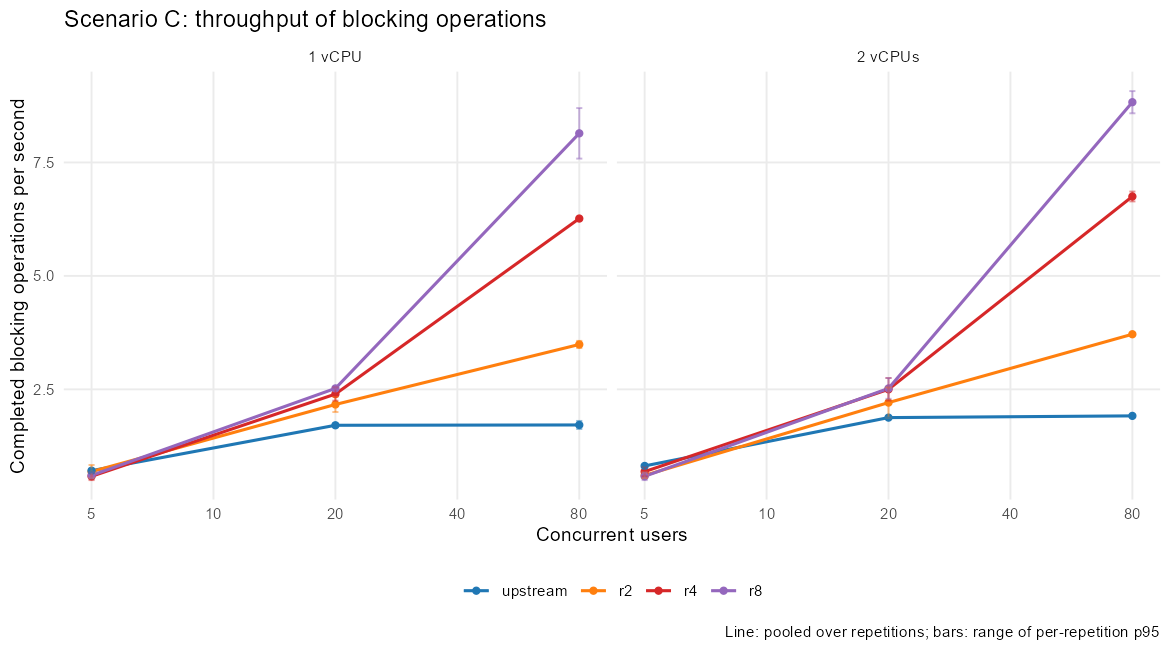 Scenario C: throughput of blocking operations
1 vCPU
2 vCPUs
Completed blocking operations per second
7.5
5.0
2.5
5 10 20 40 80
5 10 20 40 80
Concurrent users
upstream r2 r4 r8
Line: pooled over repetitions; bars: range of per-repetition p95